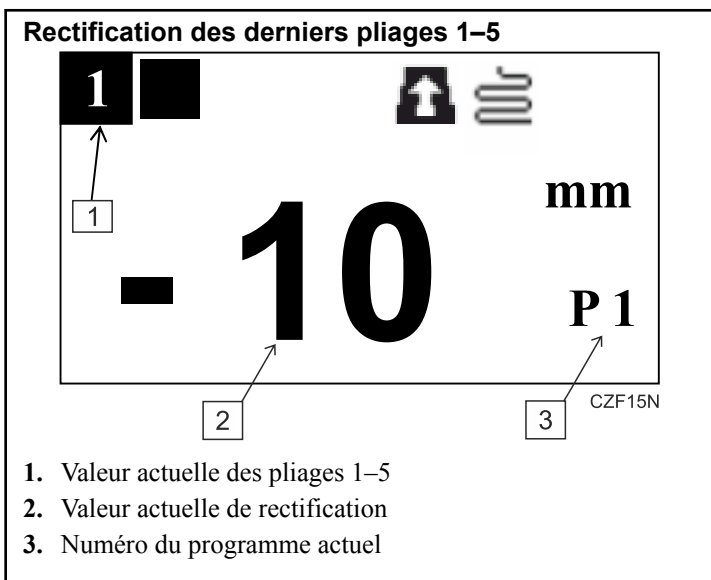 Rectification des derniers pliages 1–5
1
mm
1
- 10
P 1
CZF15N
2
3
1. Valeur actuelle des pliages 1–5
2. Valeur actuelle de rectification
3. Numéro du programme actuel